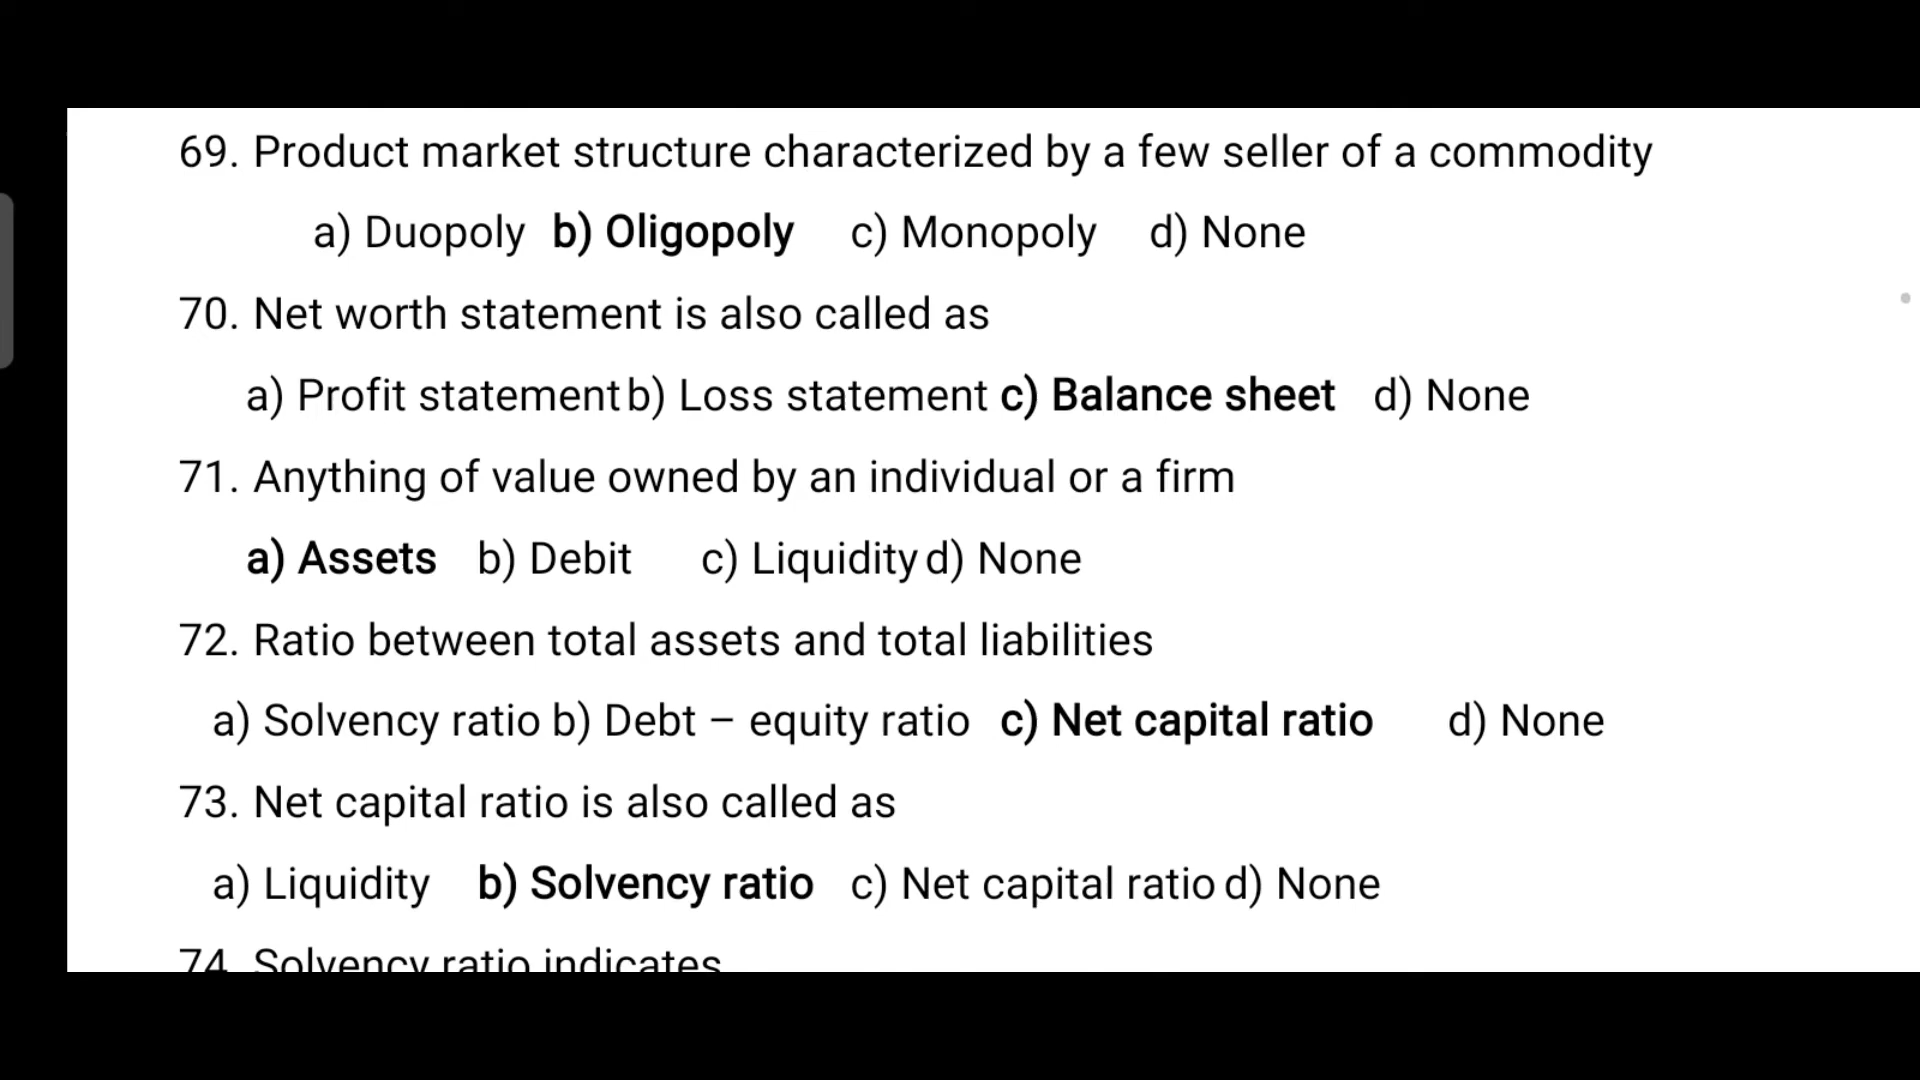 69. Product market structure characterized by a few seller of a commodity
a) Duopoly b) Oligopoly c) Monopoly d) None
70. Net worth statement is also called as
a) Profit statement b) Loss statement c) Balance sheet d) None
71. Anything of value owned by an individual or a firm
a) Assets b) Debit c) Liquidity d) None
72. Ratio between total assets and total liabilities
a) Solvency ratio b) Debt – equity ratio c) Net capital ratio d) None
73. Net capital ratio is also called as
a) Liquidity b) Solvency ratio c) Net capital ratio d) None
74. Solvency ratio indicates